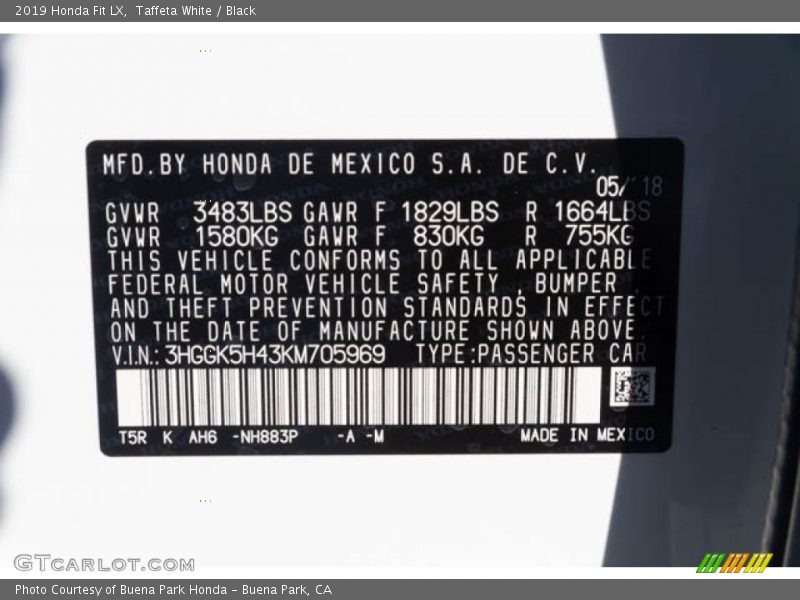 2019 Honda Fit LX,  Taffeta White / Black
MFD.BY HONDA DE MEXICO S.A. DE C.V.
05/'18
GVWR 3483LBS GAWR F 1829LBS R 1664LBS
GVWR 1580KG GAWR F 830KG R 755KG
THIS VEHICLE CONFORMS TO ALL APPLICABLE
FEDERAL MOTOR VEHICLE SAFETY , BUMPER ,
AND THEFT PREVENTION STANDARDS IN EFFECT
ON THE DATE OF MANUFACTURE SHOWN ABOVE.
V.I.N.: 3HGGK5H43KM705969 TYPE:PASSENGER CAR
T5R K AH6 -NH883P -A -M MADE IN MEXICO
GTCARLOT.COM
Photo Courtesy of Buena Park Honda – Buena Park, CA